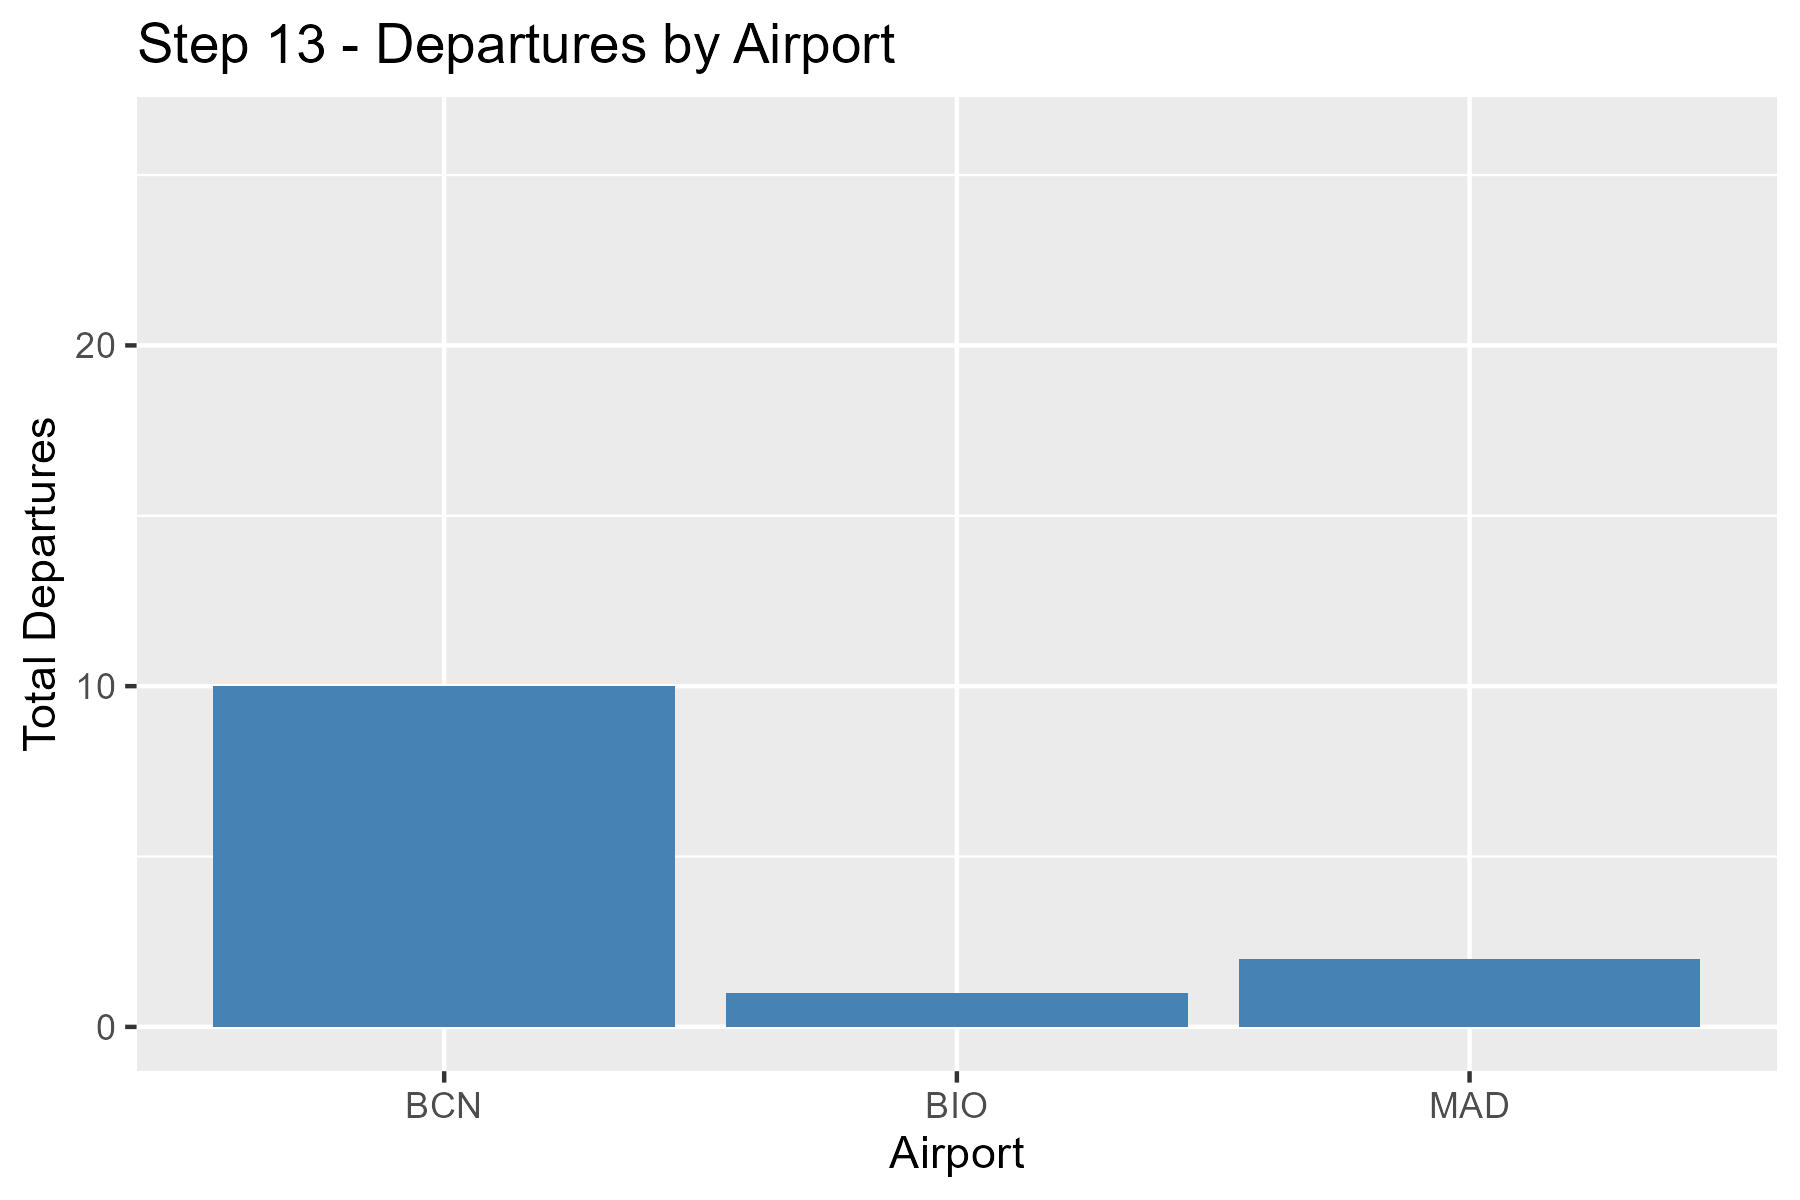 Step 13 - Departures by Airport
Total Departures
20
10
0
BCN BIO MAD
Airport